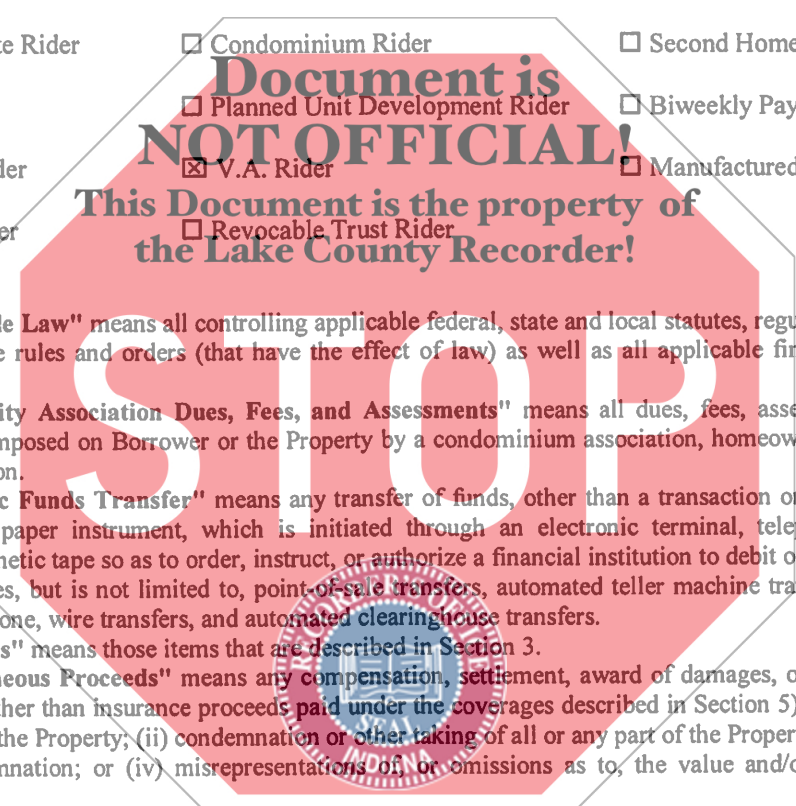 te Rider ☐ Condominium Rider ☐ Second Home
Document is
☐ Planned Unit Development Rider ☐ Biweekly Pay
NOT OFFICIAL!
der ☒ V.A. Rider ☐ Manufactured
This Document is the property of
er ☐ Revocable Trust Rider
the Lake County Recorder!
le Law" means all controlling applicable federal, state and local statutes, regu
e rules and orders (that have the effect of law) as well as all applicable fin
STOP
ity Association Dues, Fees, and Assessments" means all dues, fees, asse
mposed on Borrower or the Property by a condominium association, homeow
on.
c Funds Transfer" means any transfer of funds, other than a transaction or
paper instrument, which is initiated through an electronic terminal, tele
netic tape so as to order, instruct, or authorize a financial institution to debit o
es, but is not limited to, point-of-sale transfers, automated teller machine tra
one, wire transfers, and automated clearinghouse transfers.
s" means those items that are described in Section 3.
neous Proceeds" means any compensation, settlement, award of damages, o
ther than insurance proceeds paid under the coverages described in Section 5)
the Property; (ii) condemnation or other taking of all or any part of the Proper
mnation; or (iv) misrepresentations of, or omissions as to, the value and/o
SEAL
INDIANA